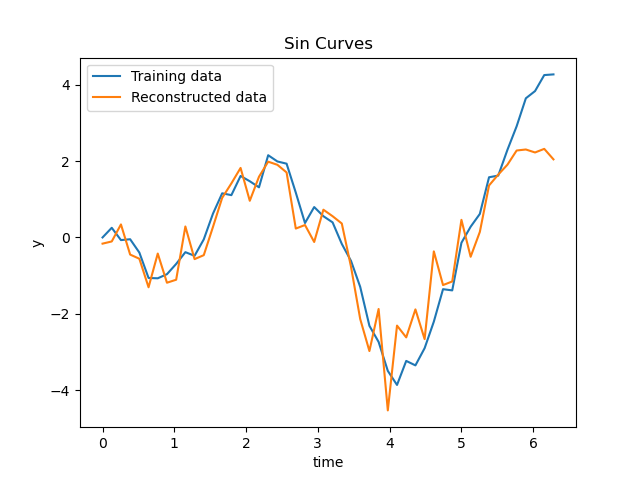 Sin Curves
Training data
Reconstructed data
y
4
2
0
−2
−4
0 1 2 3 4 5 6
time